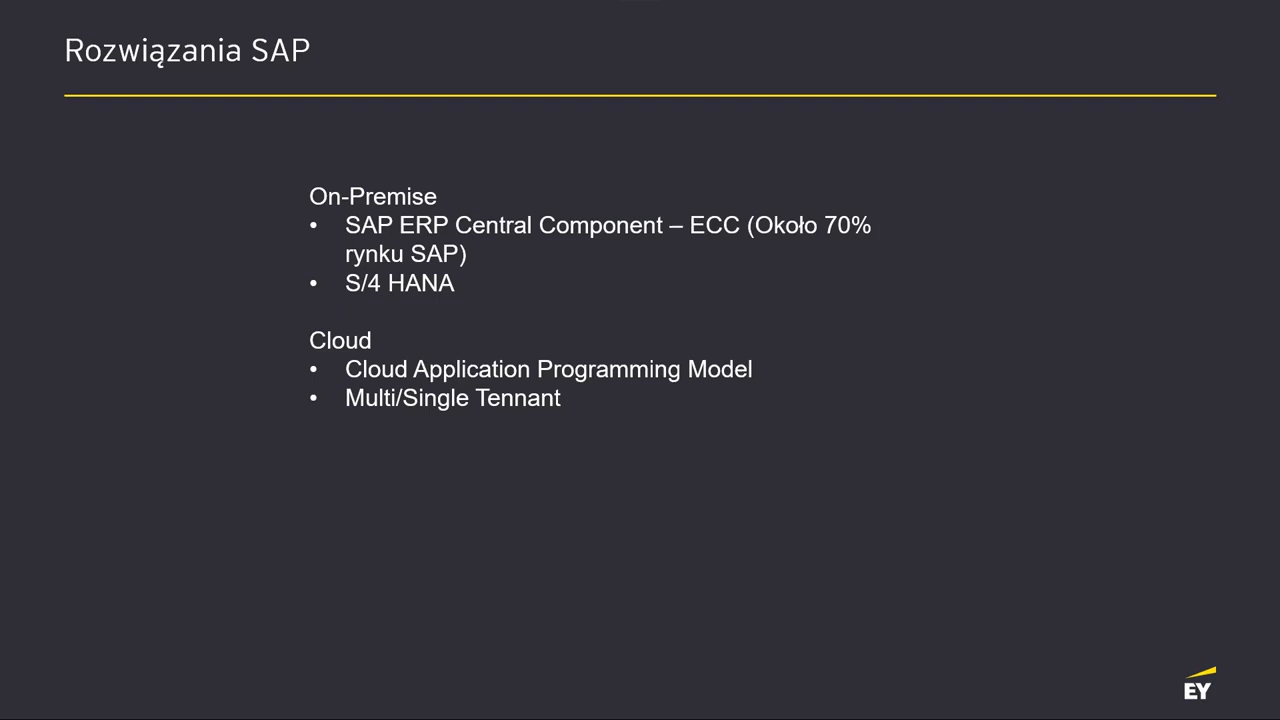 Rozwiązania SAP
On-Premise
• SAP ERP Central Component – ECC (Około 70%
rynku SAP)
• S/4 HANA
Cloud
• Cloud Application Programming Model
• Multi/Single Tennant
EY